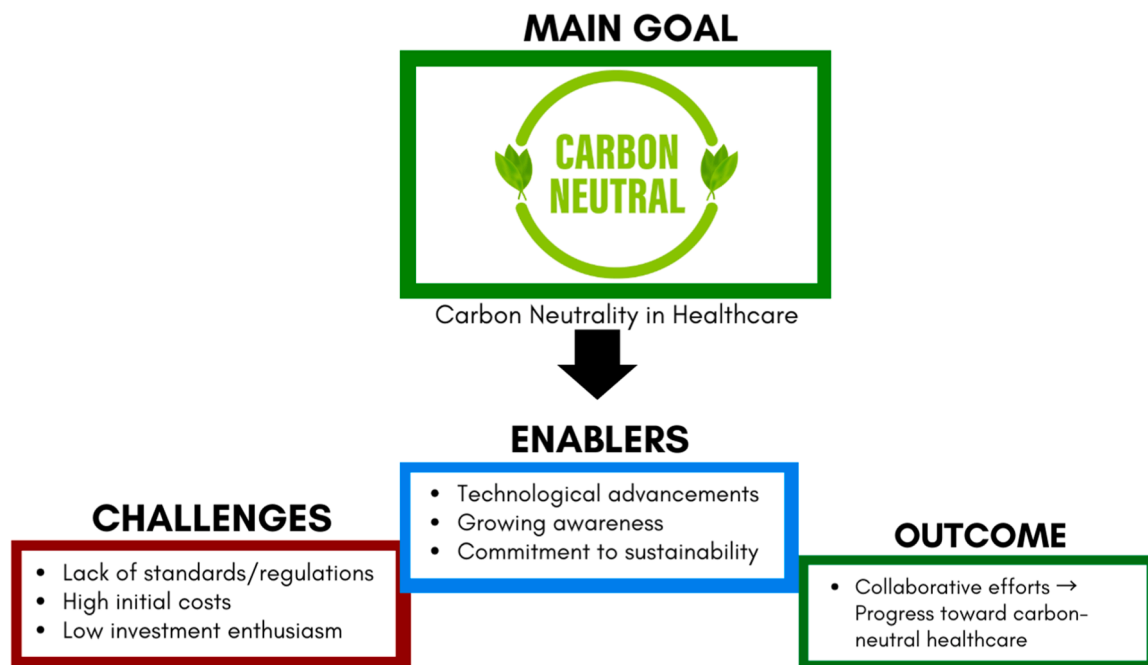 MAIN GOAL
CARBON
NEUTRAL
Carbon Neutrality in Healthcare
ENABLERS
• Technological advancements
• Growing awareness
• Commitment to sustainability
CHALLENGES
• Lack of standards/regulations
• High initial costs
• Low investment enthusiasm
OUTCOME
• Collaborative efforts →
Progress toward carbon-
neutral healthcare